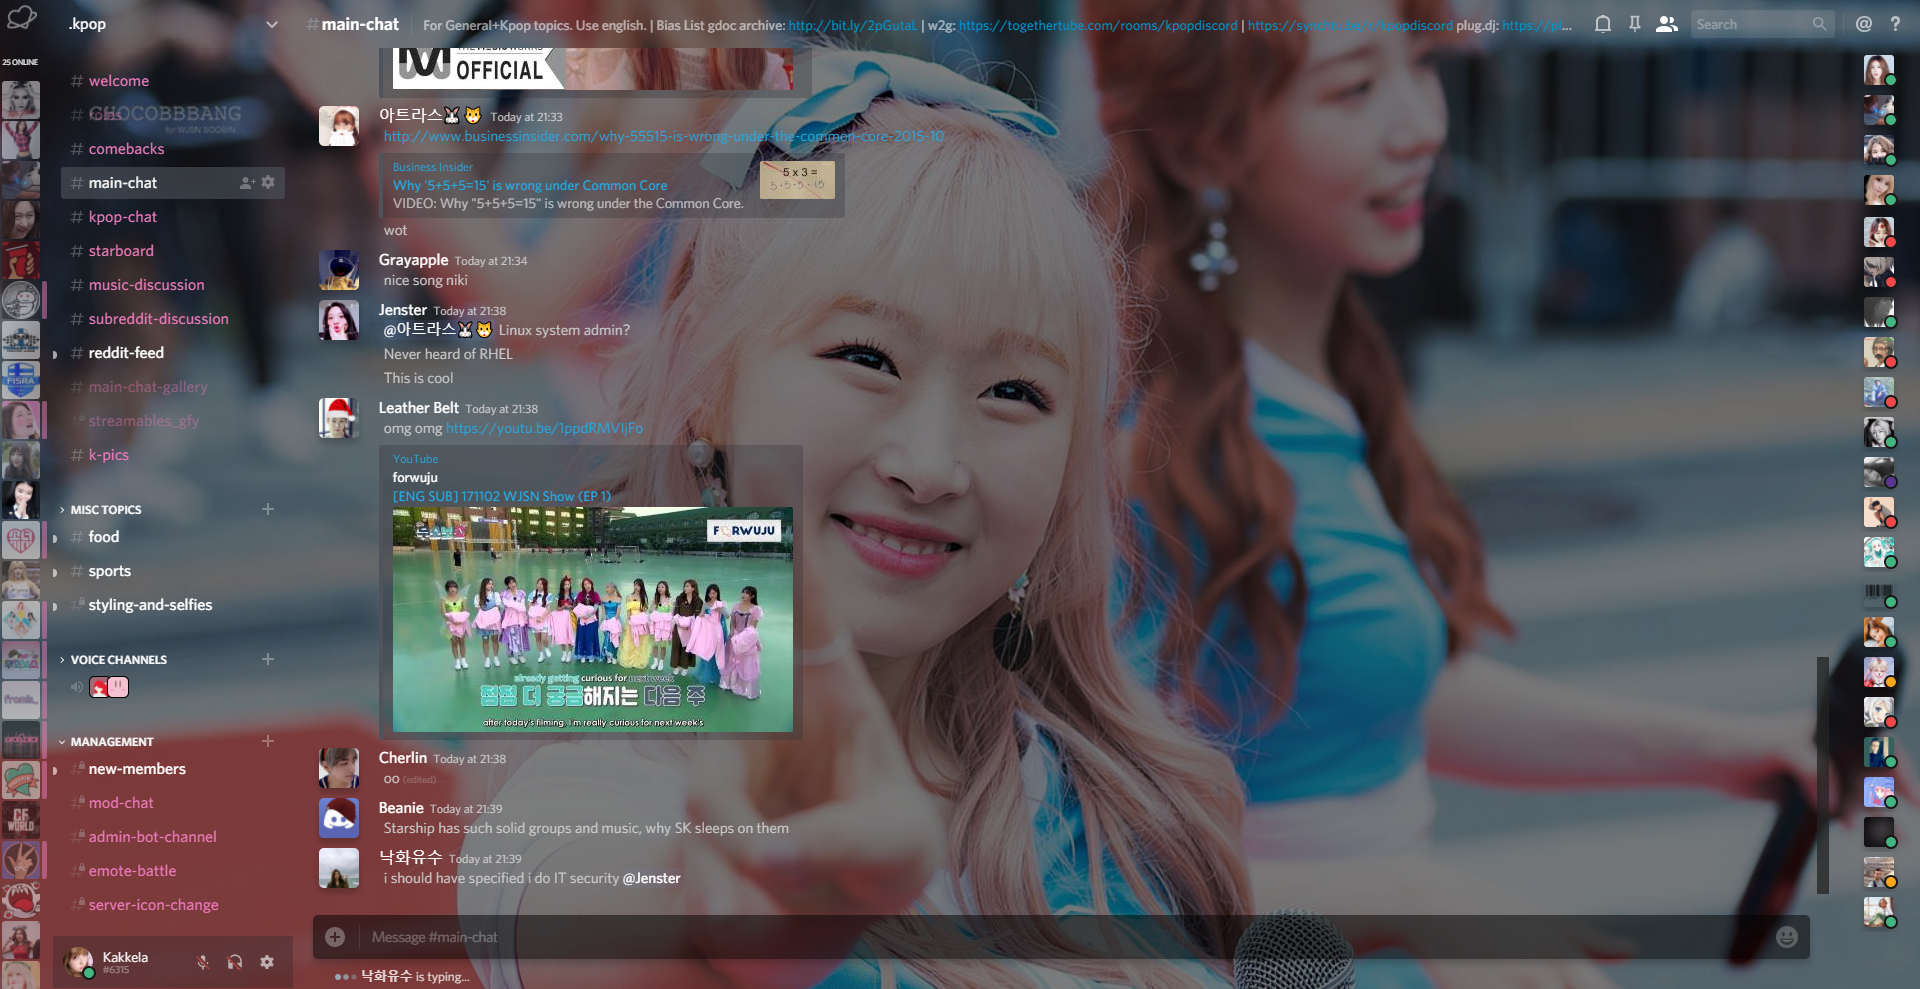 .kpop
# main-chat
For General+Kpop topics. Use english. | Bias List gdoc archive: http://bit.ly/2pGutaL | w2g: https://togethertube.com/rooms/kpopdiscord | https://synchtube/r/kpopdiscord plug.dj: https://pl...
Search
25 ONLINE
# welcome
# roles
CHOCOBBBANG
for WJSN SOOBIN
# comebacks
# main-chat
# kpop-chat
# starboard
# music-discussion
# subreddit-discussion
# reddit-feed
# main-chat-gallery
# streamables_gfy
# k-pics
MISC TOPICS
# food
# sports
# styling-and-selfies
VOICE CHANNELS
MANAGEMENT
# new-members
# mod-chat
# admin-bot-channel
# emote-battle
# server-icon-change
FISRA
CF WORLD
Kakkela
#6315
OFFICIAL
아트라스🐰🐯 Today at 21:33
http://www.businessinsider.com/why-55515-is-wrong-under-the-common-core-2015-10
Business Insider
Why '5+5+5=15' is wrong under Common Core
VIDEO: Why "5+5+5=15" is wrong under the Common Core.
5 x 3 =
5+5+5=15
wot
Grayapple Today at 21:34
nice song niki
Jenster Today at 21:38
@아트라스🐰🐯 Linux system admin?
Never heard of RHEL
This is cool
Leather Belt Today at 21:38
omg omg https://youtu.be/1ppdRMVIjFo
YouTube
forwuju
[ENG SUB] 171102 WJSN Show (EP 1)
FORWUJU
already getting curious for next week
점점 더 궁금해지는 다음 주
after today's filming, I'm really curious for next week's
Cherlin Today at 21:38
oo (edited)
Beanie Today at 21:39
Starship has such solid groups and music, why SK sleeps on them
낙화유수 Today at 21:39
i should have specified i do IT security @Jenster
Message #main-chat
낙화유수 is typing...